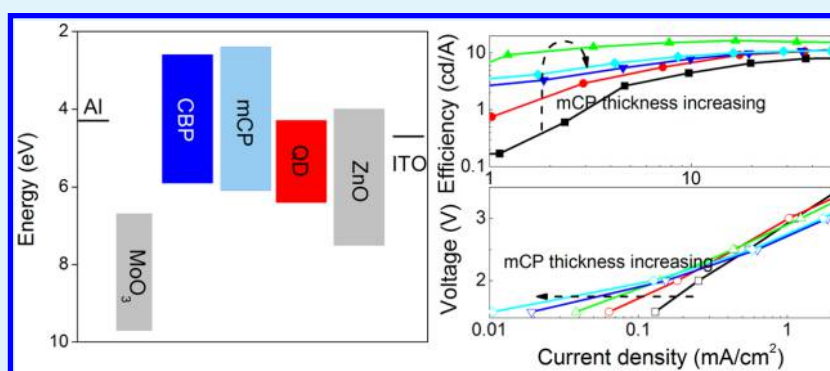 2
4
6
8
10
Energy (eV)
Al
MoO3
CBP
mCP
QD
ZnO
ITO
10
1
0.1
Efficiency (cd/A)
mCP thickness increasing
1
10
3
2
Voltage (V)
mCP thickness increasing
0.01
0.1
1
Current density (mA/cm²)